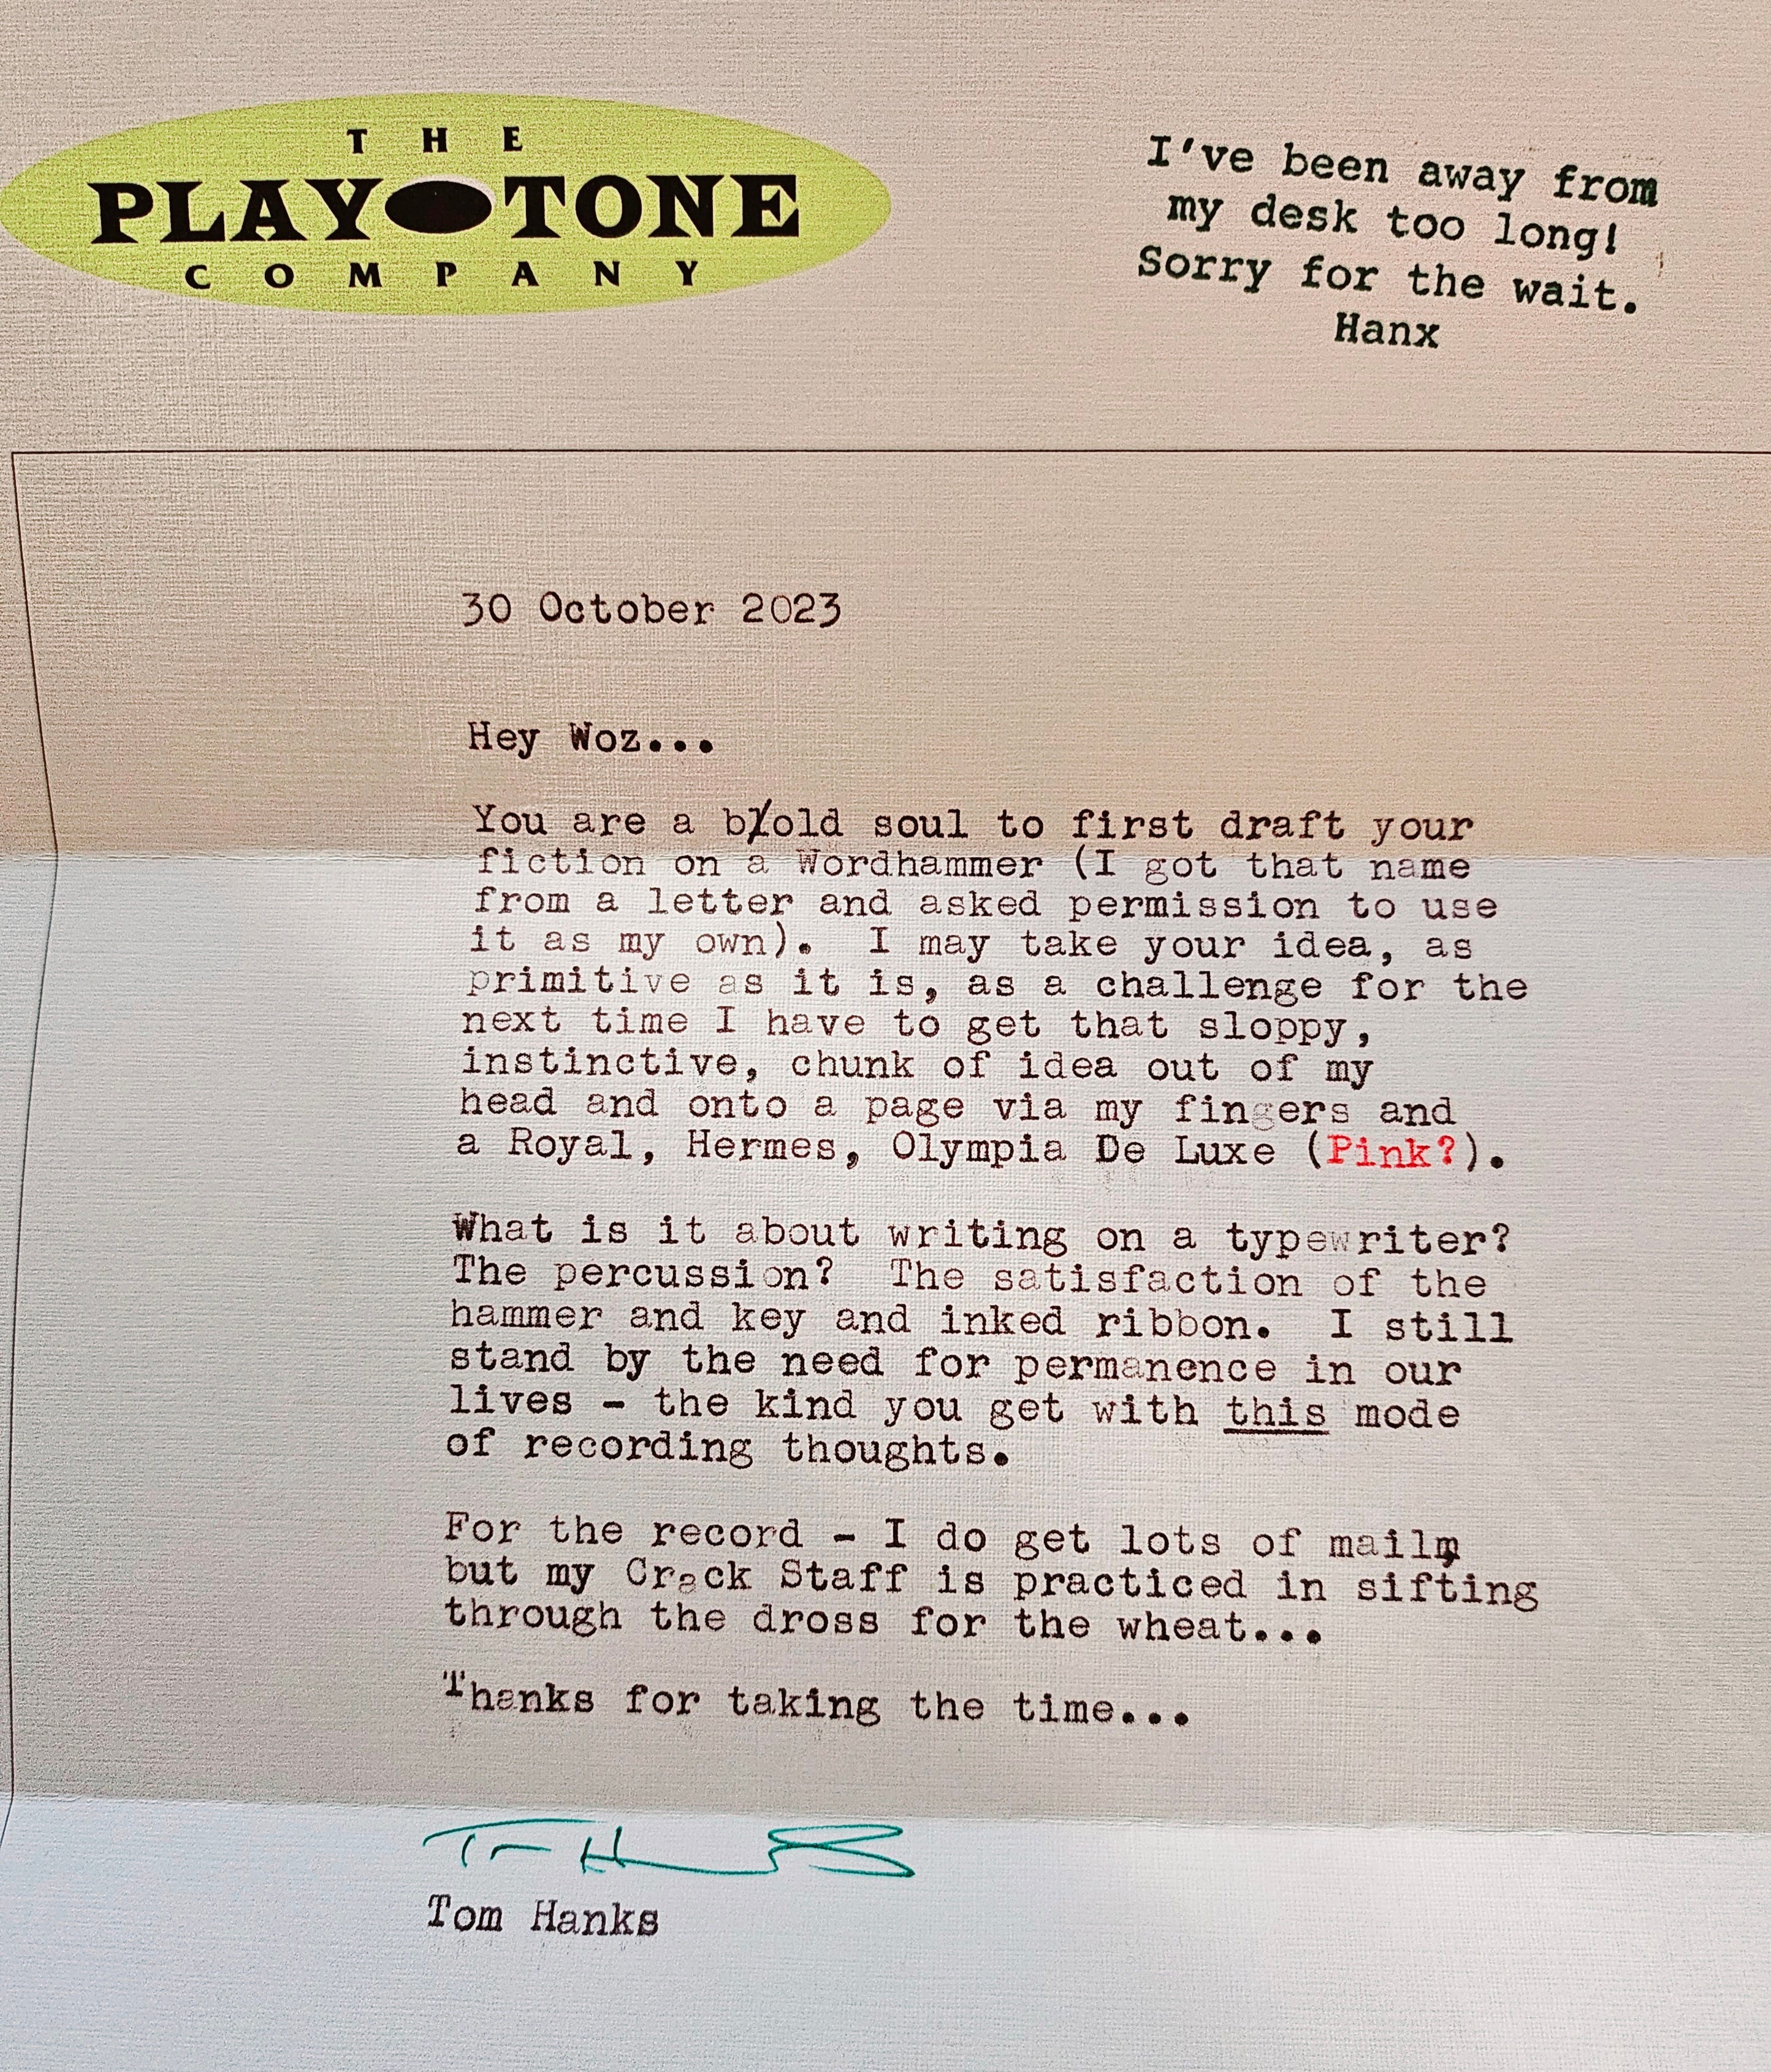 THE
PLAY TONE
COMPANY
I've been away from
my desk too long!
Sorry for the wait.
Hanx
30 October 2023
Hey Woz...
You are a bold soul to first draft your
fiction on a Wordhammer (I got that name
from a letter and asked permission to use
it as my own).  I may take your idea, as
primitive as it is, as a challenge for the
next time I have to get that sloppy,
instinctive, chunk of idea out of my
head and onto a page via my fingers and
a Royal, Hermes, Olympia De Luxe (Pink?).
What is it about writing on a typewriter?
The percussion?  The satisfaction of the
hammer and key and inked ribbon.  I still
stand by the need for permanence in our
lives - the kind you get with this mode
of recording thoughts.
For the record - I do get lots of mail,
but my Crack Staff is practiced in sifting
through the dross for the wheat...
Thanks for taking the time...
Tom Hanks